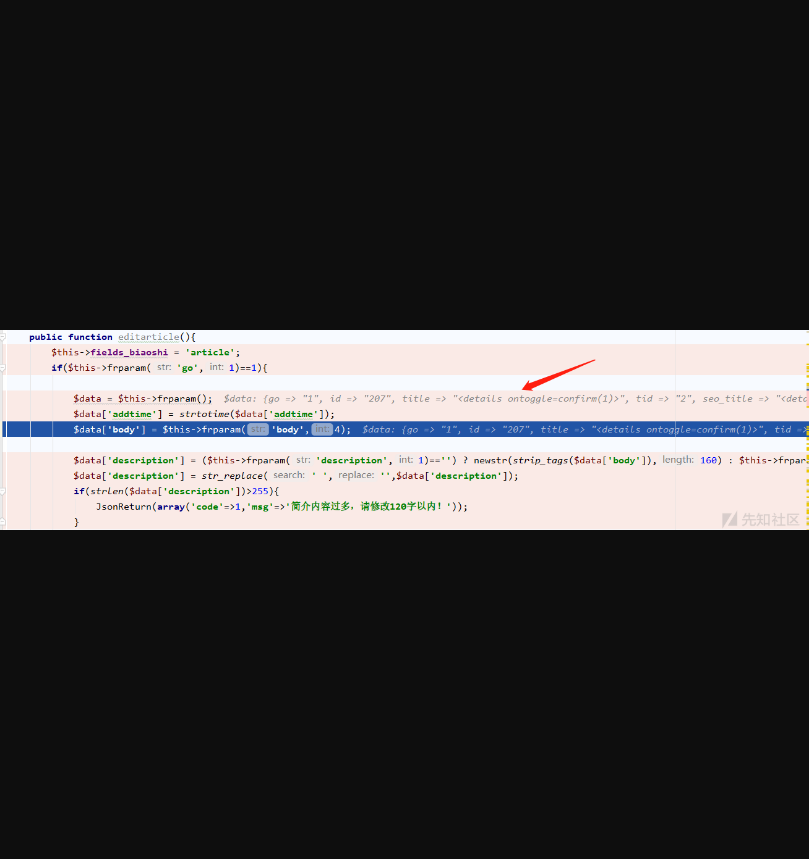 public function editarticle(){
$this->fields_biaoshi = 'article';
if($this->frparam( str: 'go', int: 1)==1){
$data = $this->frparam(); $data: {go => "1", id => "207", title => "<details ontoggle=confirm(1)>", tid => "2", seo_title => "<deta
$data['addtime'] = strtotime($data['addtime']);
$data['body'] = $this->frparam( str: 'body', int: 4); $data: {go => "1", id => "207", title => "<details ontoggle=confirm(1)>", tid =>
$data['description'] = ($this->frparam( str: 'description', int: 1)=='') ? newstr(strip_tags($data['body']), length: 160) : $this->frpar
$data['description'] = str_replace( search: ' ', replace: '',$data['description']);
if(strlen($data['description'])>255){
JsonReturn(array('code'=>1,'msg'=>'简介内容过多，请修改120字以内！'));
}
先知社区